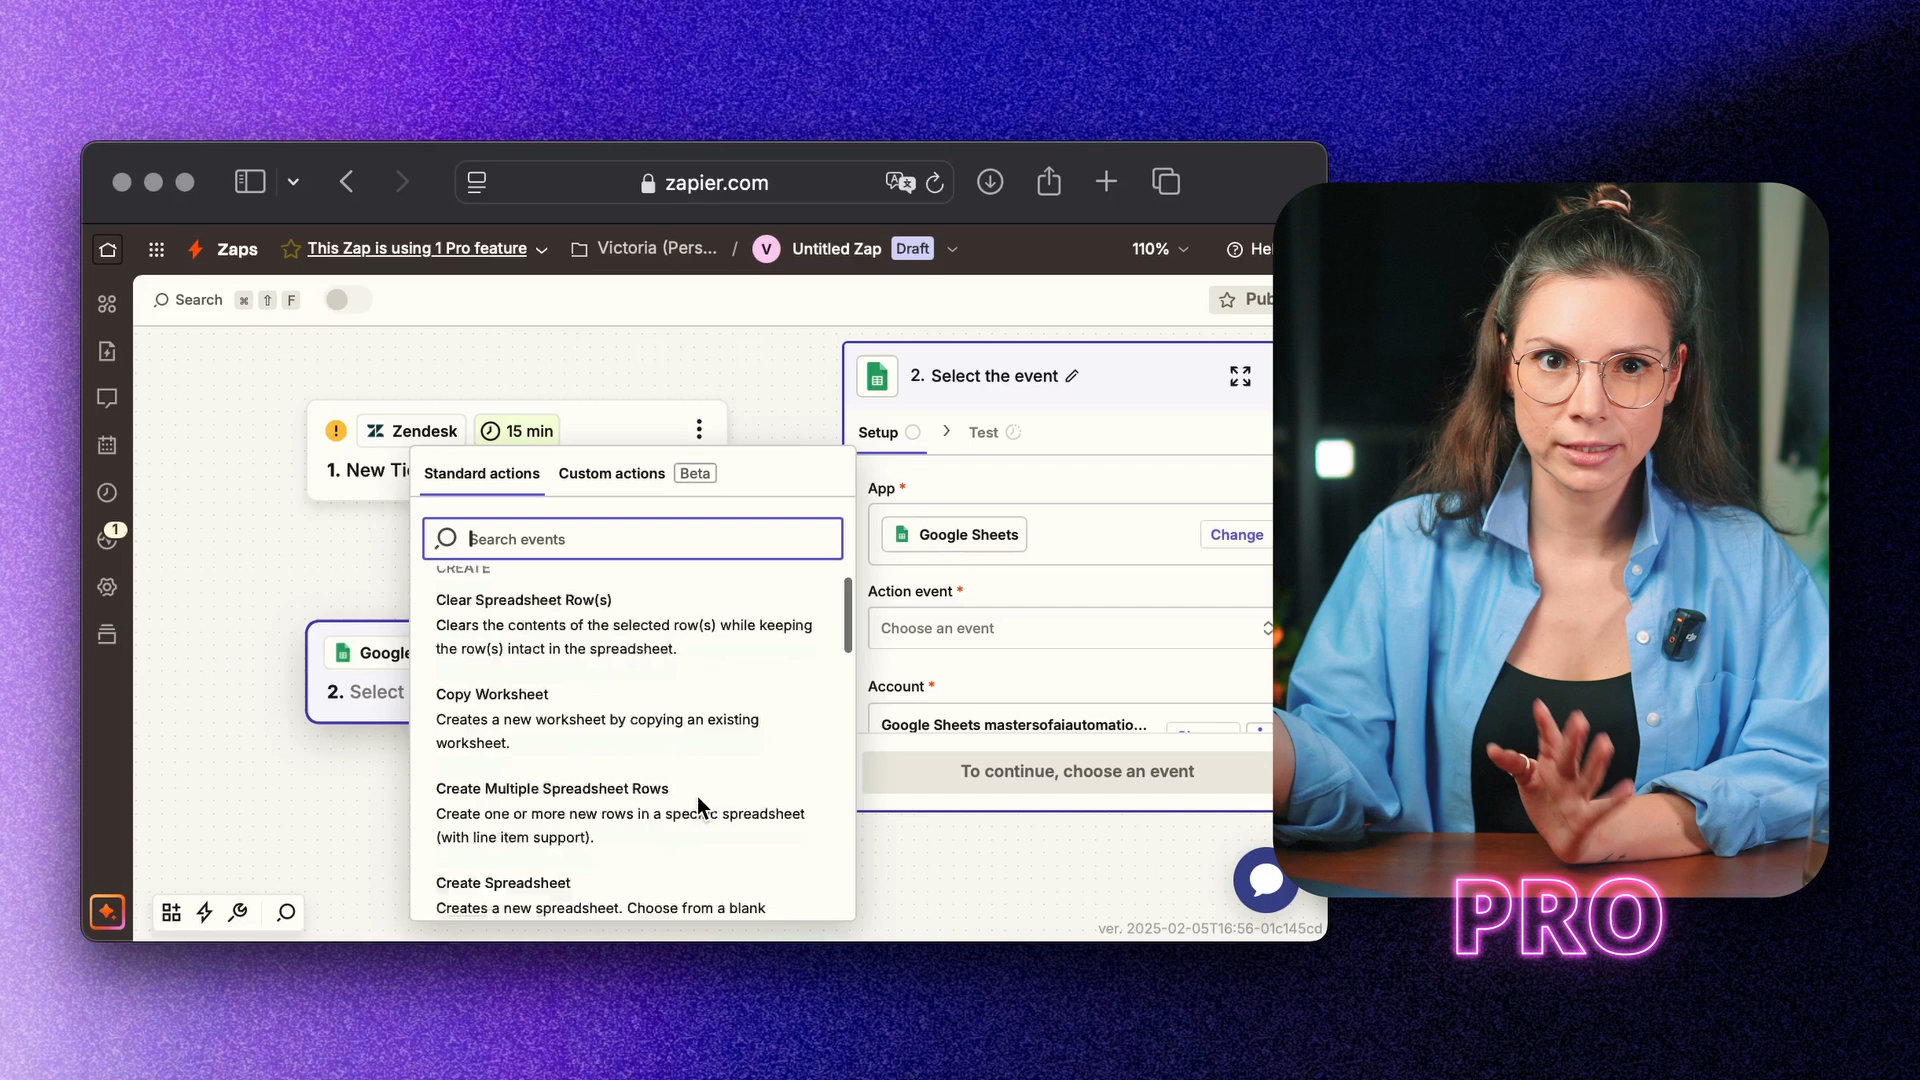 zapier.com
Zaps
This Zap is using 1 Pro feature
Victoria (Pers... /
V
Untitled Zap
Draft
110%
Search
⌘ ⇧ F
Zendesk
15 min
1. New
Standard actions
Custom actions
Beta
Search events
CREATE
Clear Spreadsheet Row(s)
Clears the contents of the selected row(s) while keeping
the row(s) intact in the spreadsheet.
Copy Worksheet
Creates a new worksheet by copying an existing
worksheet.
Create Multiple Spreadsheet Rows
Create one or more new rows in a specific spreadsheet
(with line item support).
Create Spreadsheet
Creates a new spreadsheet. Choose from a blank
1
2. Select
2. Select the event
Setup
Test
App *
Google Sheets
Change
Action event *
Choose an event
Account *
Google Sheets mastersofaiautomatio...
To continue, choose an event
ver. 2025-02-05T16:56-01c145cd
PRO